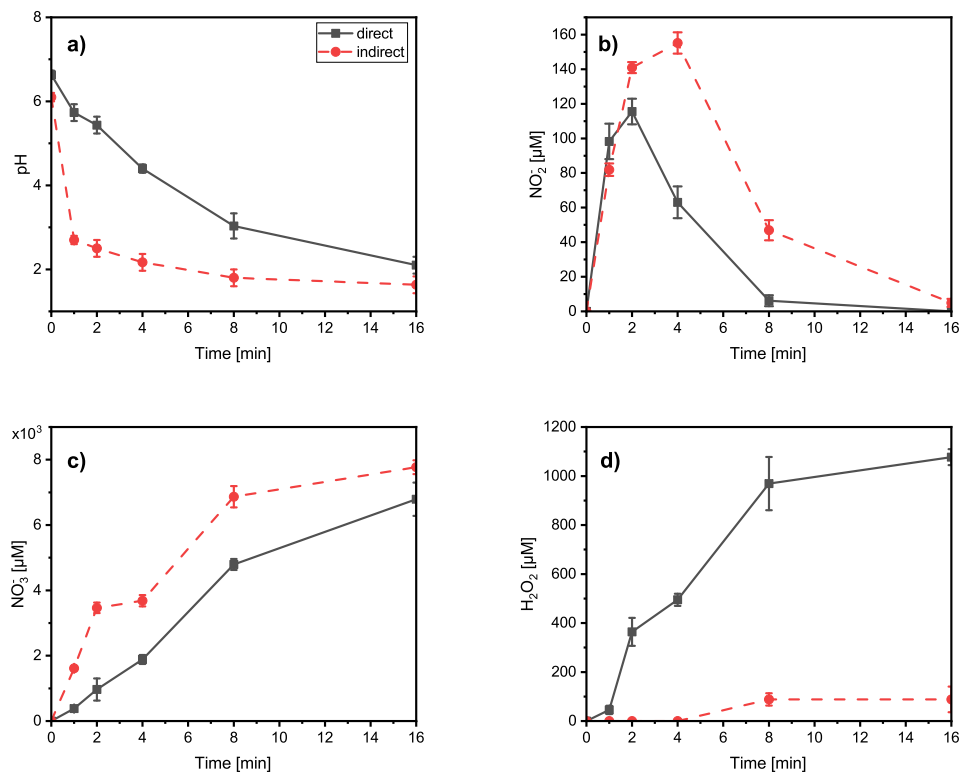 a)
direct
indirect
8
6
4
2
pH
0 2 4 6 8 10 12 14 16
Time [min]
b)
160
140
120
100
80
60
40
20
0
NO₂⁻ [µM]
0 2 4 6 8 10 12 14 16
Time [min]
x10³
c)
8
6
4
2
0
NO₃⁻ [µM]
0 2 4 6 8 10 12 14 16
Time [min]
d)
1200
1000
800
600
400
200
0
H₂O₂ [µM]
0 2 4 6 8 10 12 14 16
Time [min]